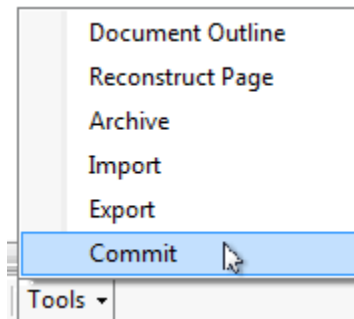 Document Outline
Reconstruct Page
Archive
Import
Export
Commit
Tools